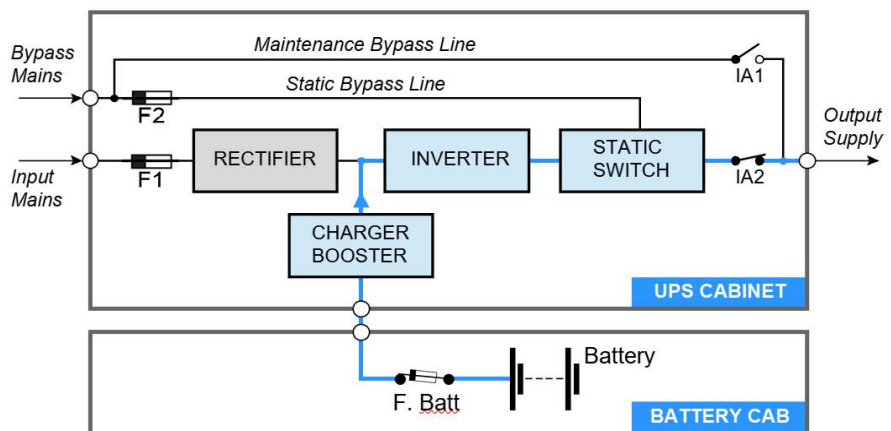 Maintenance Bypass Line
Bypass
Mains
IA1
Static Bypass Line
F2
Output
Supply
RECTIFIER
INVERTER
STATIC
SWITCH
F1
IA2
Input
Mains
CHARGER
BOOSTER
UPS CABINET
Battery
F. Batt
BATTERY CAB